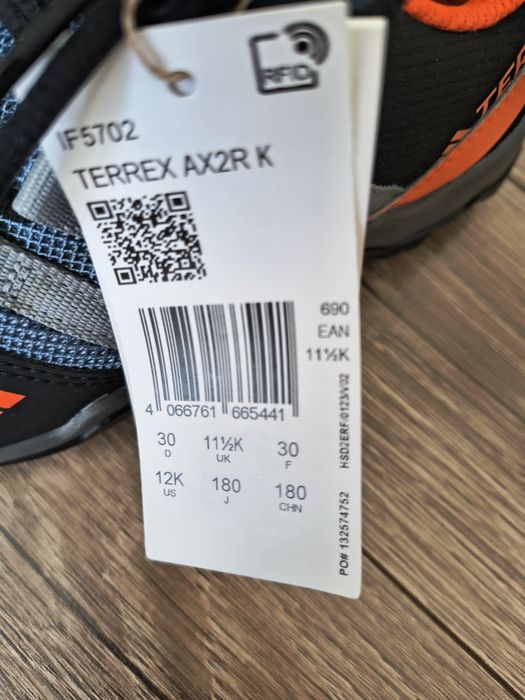 RFID
IF5702
TERREX AX2R K
690
EAN
11½K
4 066761 665441
30 11½K 30
D UK F
12K 180 180
US J CHN
PO# 132574752 HSD2ERF/0123/V02
TER